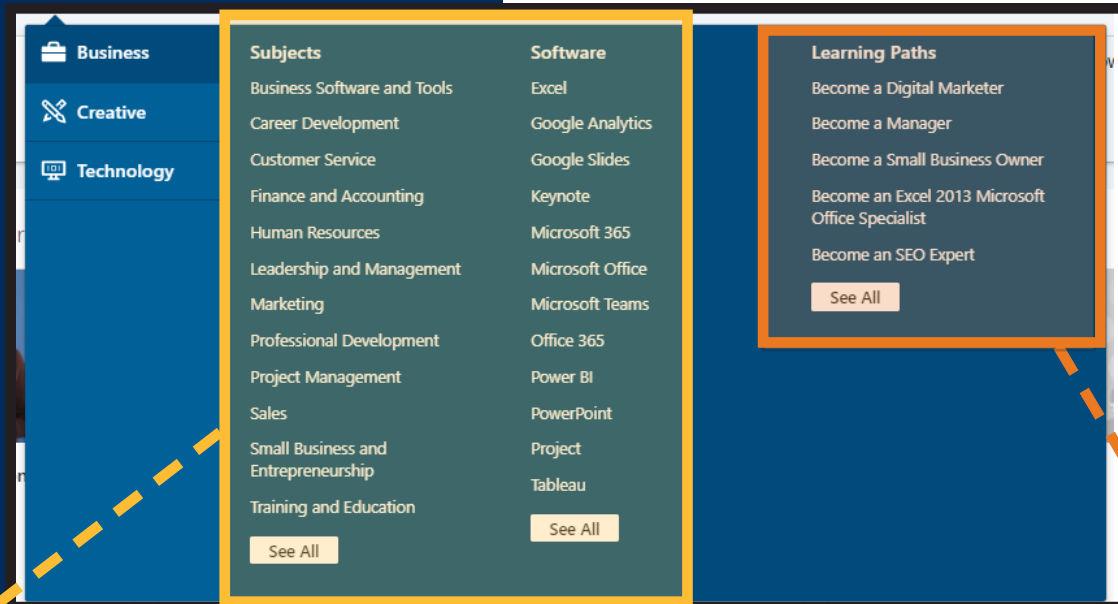 Business
Creative
Technology
Subjects
Business Software and Tools
Career Development
Customer Service
Finance and Accounting
Human Resources
Leadership and Management
Marketing
Professional Development
Project Management
Sales
Small Business and
Entrepreneurship
Training and Education
See All
Software
Excel
Google Analytics
Google Slides
Keynote
Microsoft 365
Microsoft Office
Microsoft Teams
Office 365
Power BI
PowerPoint
Project
Tableau
See All
Learning Paths
Become a Digital Marketer
Become a Manager
Become a Small Business Owner
Become an Excel 2013 Microsoft
Office Specialist
Become an SEO Expert
See All